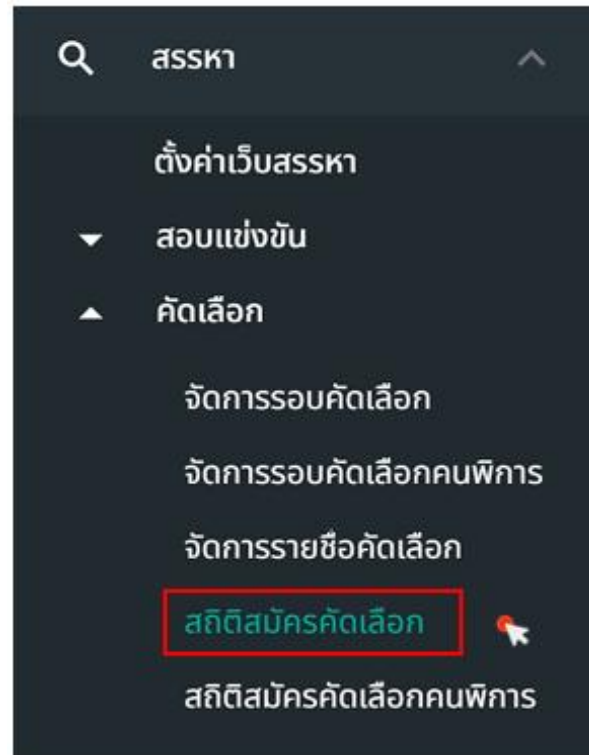 สรรหา
ตั้งค่าเว็บสรรหา
สอบแข่งขัน
คัดเลือก
จัดการรอบคัดเลือก
จัดการรอบคัดเลือกคนพิการ
จัดการรายชื่อคัดเลือก
สถิติสมัครคัดเลือก
สถิติสมัครคัดเลือกคนพิการ